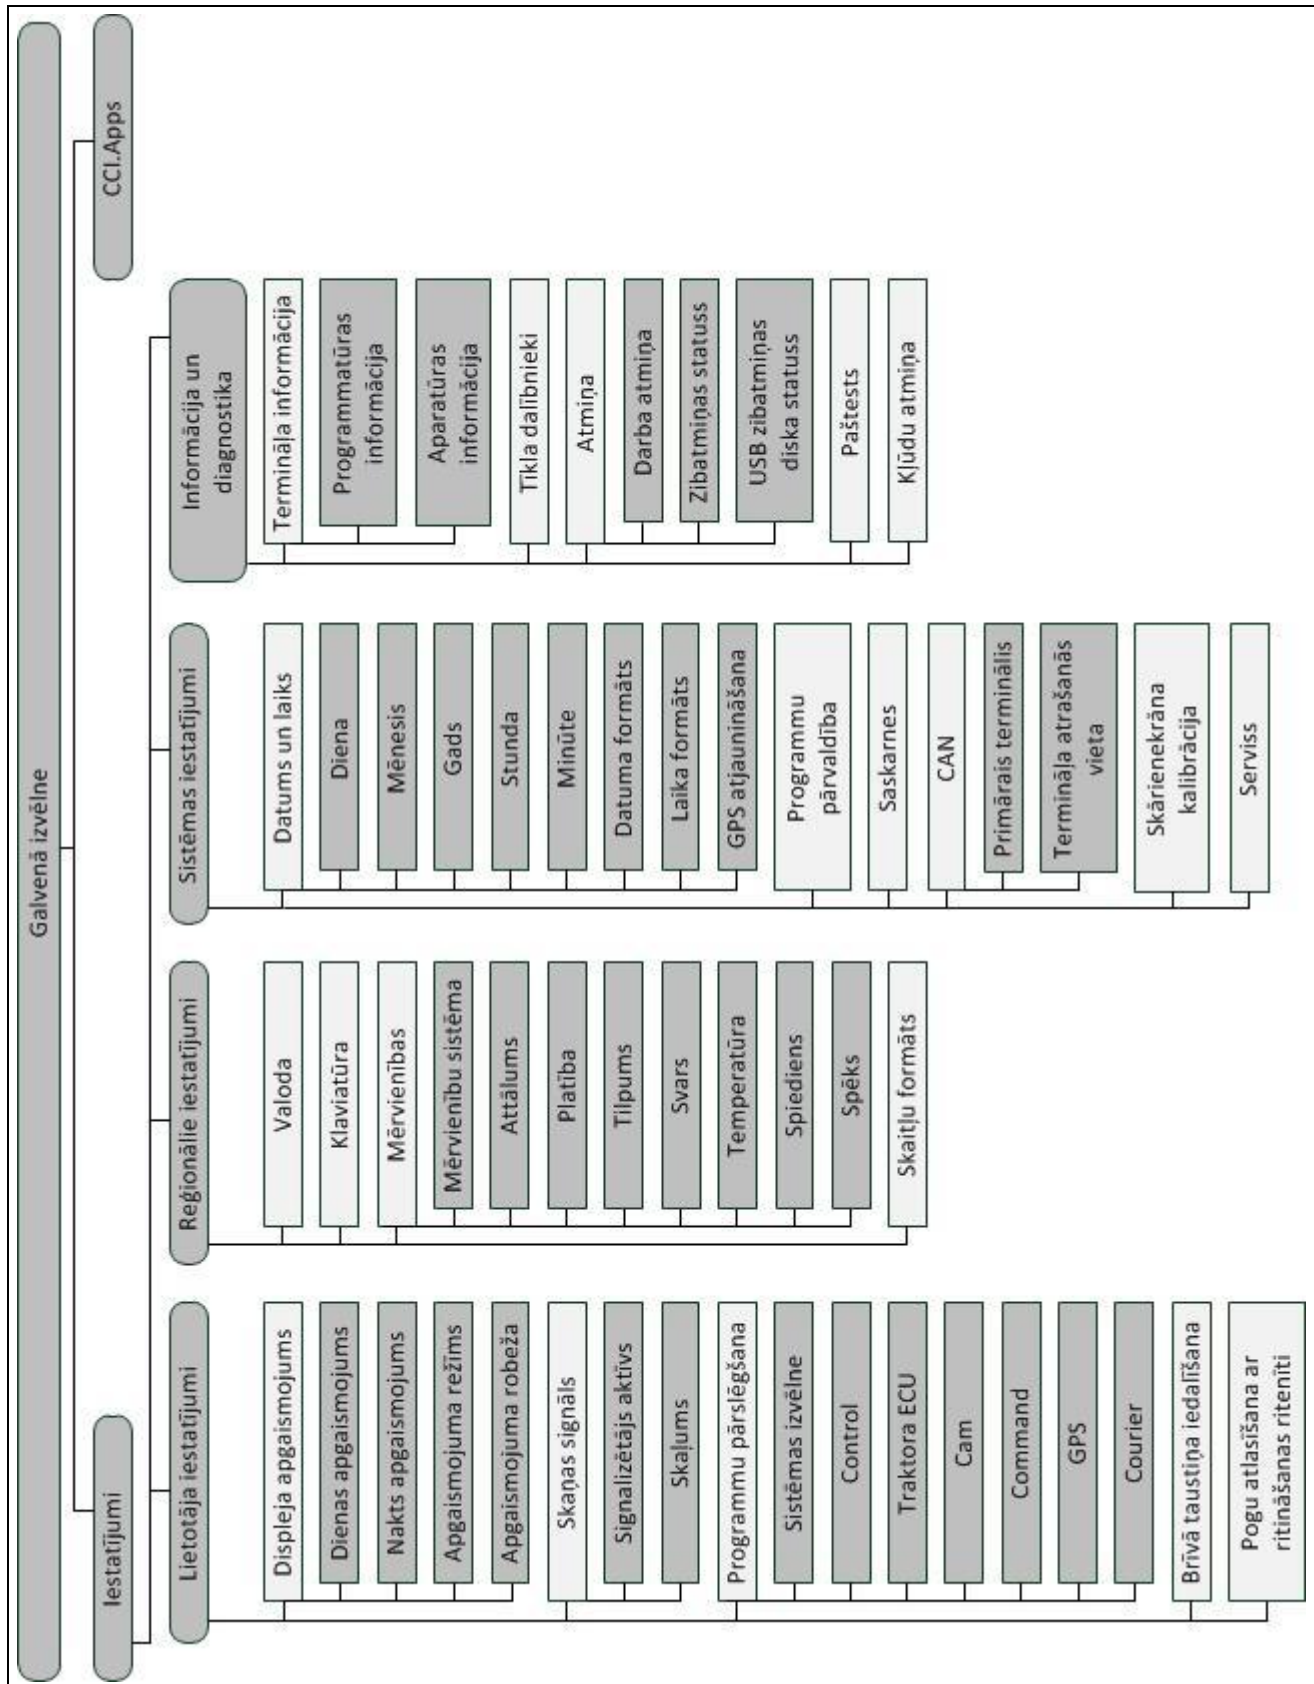 Galvenā izvēlne
Iestatījumi
CCI.Apps
Lietotāja iestatījumi
Displeja apgaismojums
Dienas apgaismojums
Nakts apgaismojums
Apgaismojuma režīms
Apgaismojuma robeža
Skaņas signāls
Signalizētājs aktīvs
Skaļums
Programmu pārslēgšana
Sistēmas izvēlne
Control
Traktora ECU
Cam
Command
GPS
Courier
Brīvā taustiņa iedalīšana
Pogu atlasīšana ar
ritināšanas ritenīti
Reģionālie iestatījumi
Valoda
Klaviatūra
Mērvienības
Mērvienību sistēma
Attālums
Platība
Tilpums
Svars
Temperatūra
Spiediens
Spēks
Skaitļu formāts
Sistēmas iestatījumi
Datums un laiks
Diena
Mēnesis
Gads
Stunda
Minūte
Datuma formāts
Laika formāts
GPS atjaunināšana
Programmu
pārvaldība
Saskarnes
CAN
Primārais terminālis
Termināļa atrašanās
vieta
Skārienekrāna
kalibrācija
Serviss
Informācija un
diagnostika
Termināļa informācija
Programmatūras
informācija
Aparatūras
informācija
Tīkla dalībnieki
Atmiņa
Darba atmiņa
Zibatmiņas statuss
USB zibatmiņas
diska statuss
Paštests
Kļūdu atmiņa